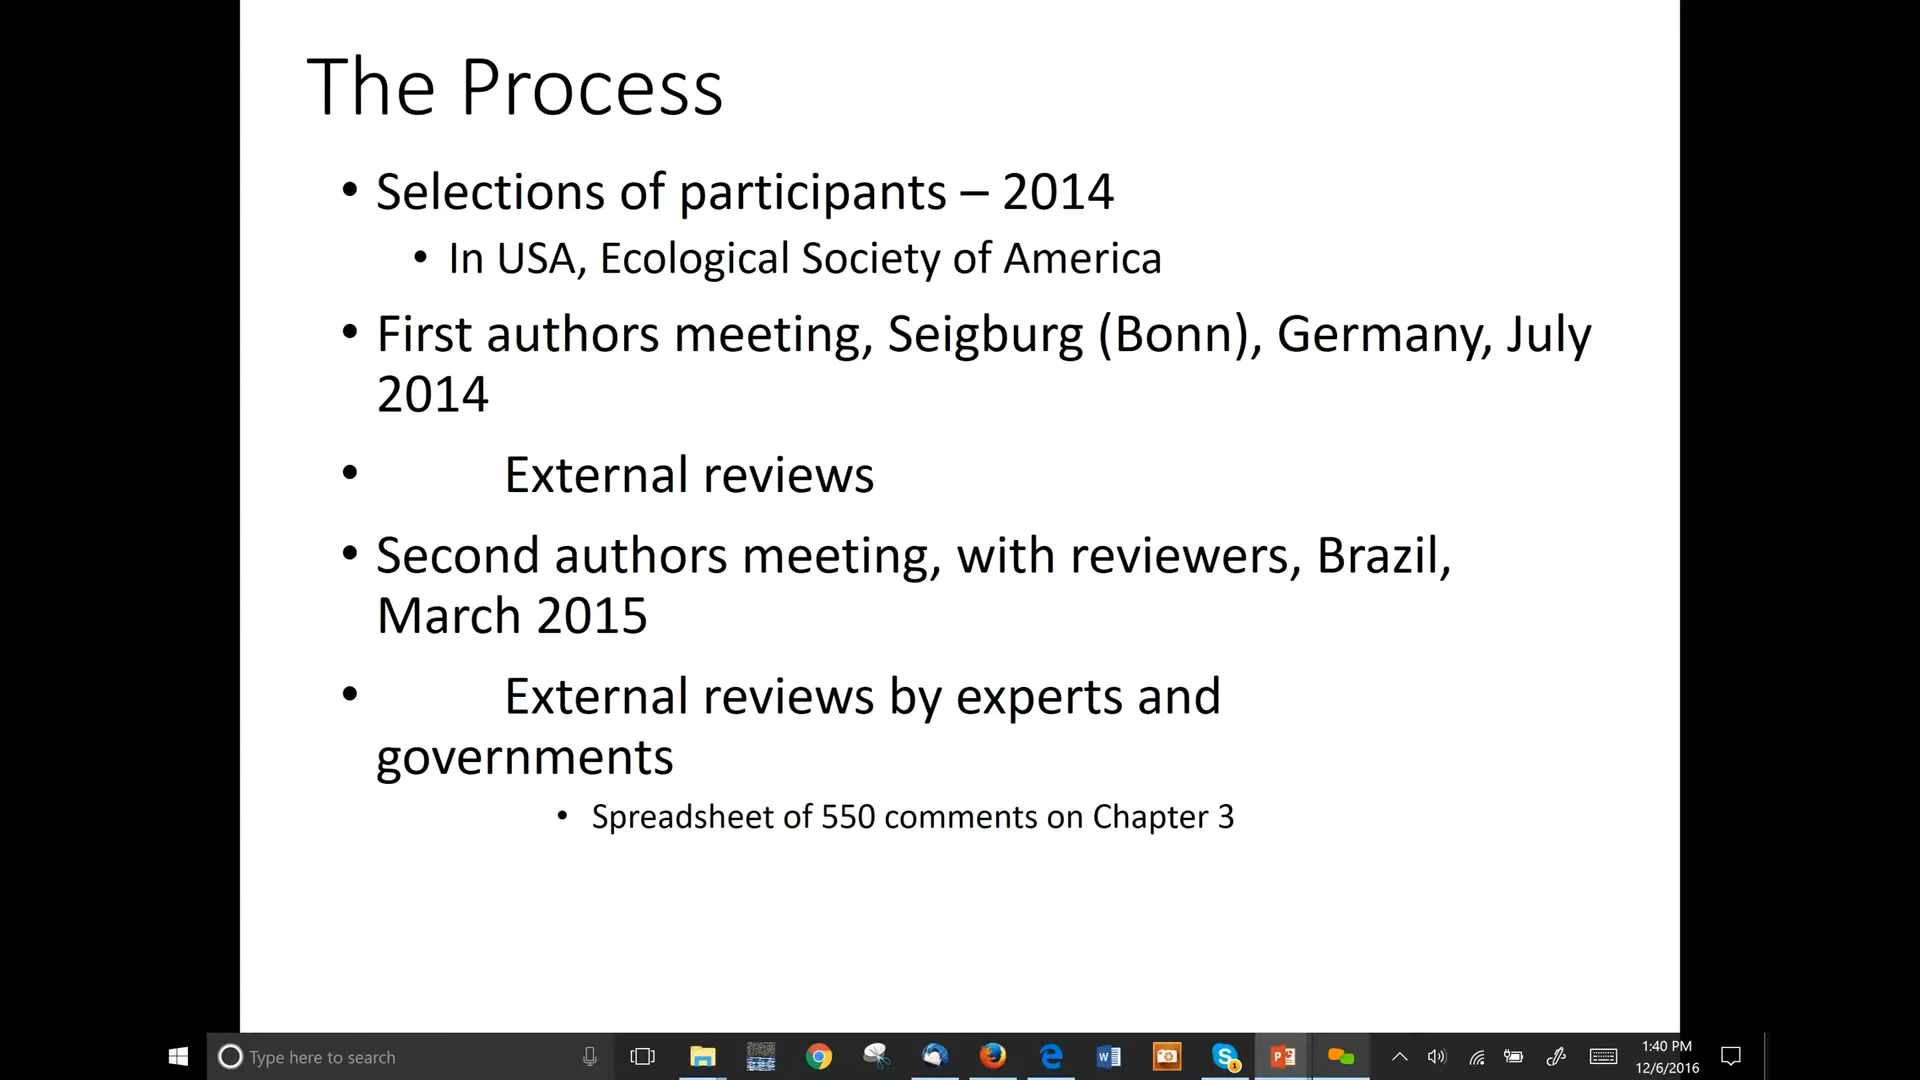 The Process
• Selections of participants – 2014
• In USA, Ecological Society of America
• First authors meeting, Seigburg (Bonn), Germany, July
2014
• External reviews
• Second authors meeting, with reviewers, Brazil,
March 2015
• External reviews by experts and
governments
• Spreadsheet of 550 comments on Chapter 3
Type here to search
1:40 PM
12/6/2016